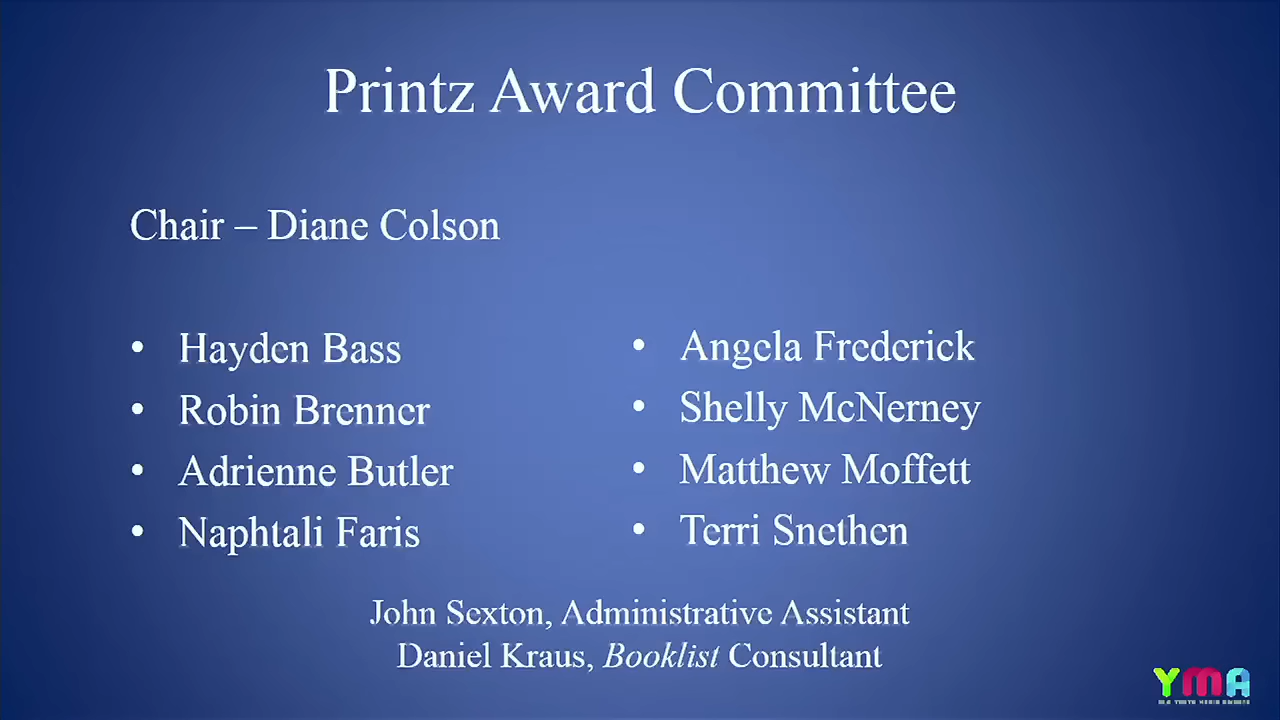 Printz Award Committee
Chair – Diane Colson
• Hayden Bass
• Robin Brenner
• Adrienne Butler
• Naphtali Faris
• Angela Frederick
• Shelly McNerney
• Matthew Moffett
• Terri Snethen
John Sexton, Administrative Assistant
Daniel Kraus, Booklist Consultant
YMA